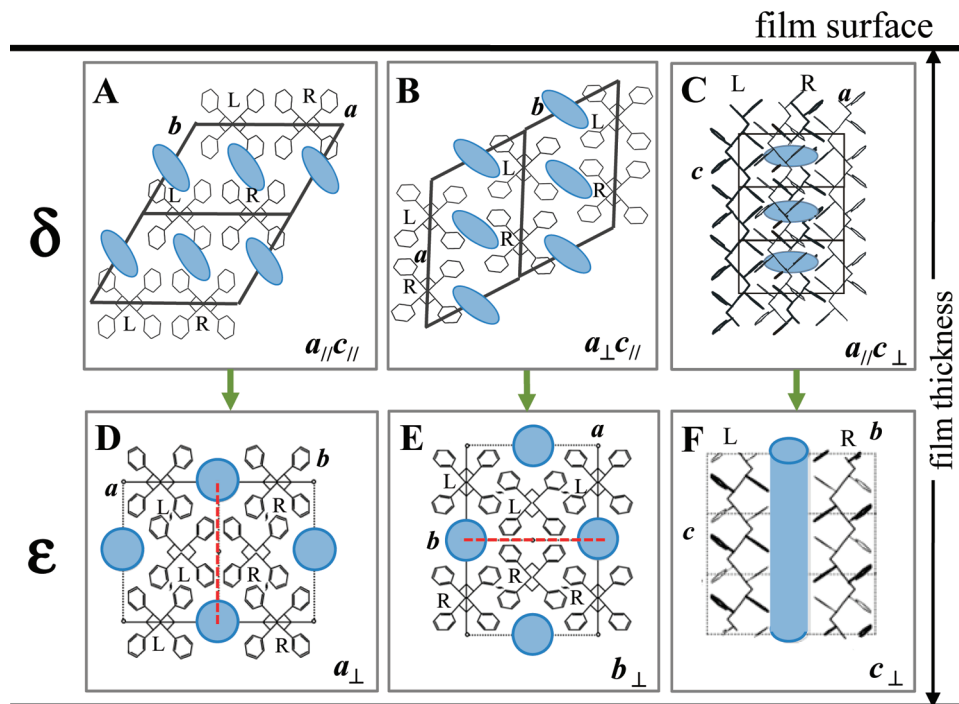 film surface
A
L
R
a
b
L
R
L
R
a//c//
B
b
L
L
R
L
R
a
R
a⊥c//
C
L
R
a
c
a//c⊥
δ
film thickness
D
b
a
L
R
L
R
L
R
a⊥
E
a
L
L
L
b
R
R
R
b⊥
F
L
R
b
c
c⊥
ε